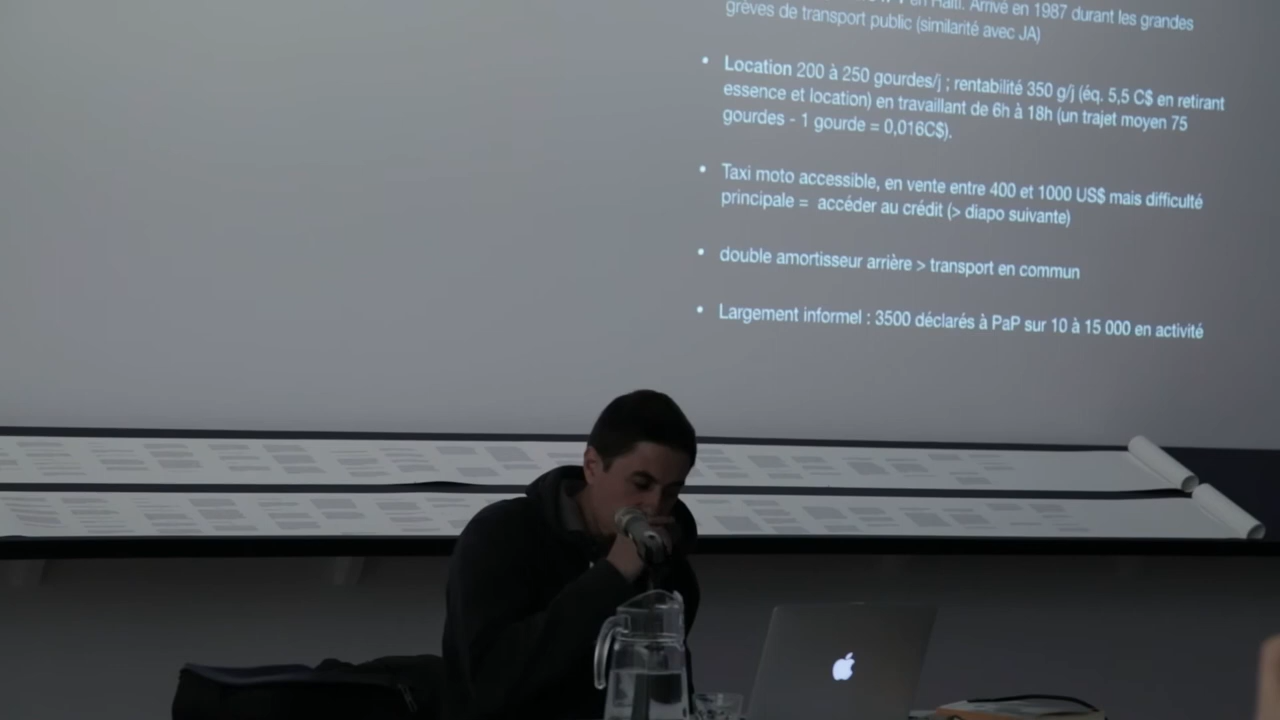 en Haïti. Arrivé en 1987 durant les grandes
grèves de transport public (similarité avec JA)
• Location 200 à 250 gourdes/j ; rentabilité 350 g/j (éq. 5,5 C$ en retirant
essence et location) en travaillant de 6h à 18h (un trajet moyen 75
gourdes - 1 gourde = 0,016C$).
• Taxi moto accessible, en vente entre 400 et 1000 US$ mais difficulté
principale = accéder au crédit (> diapo suivante)
• double amortisseur arrière > transport en commun
• Largement informel : 3500 déclarés à PaP sur 10 à 15 000 en activité